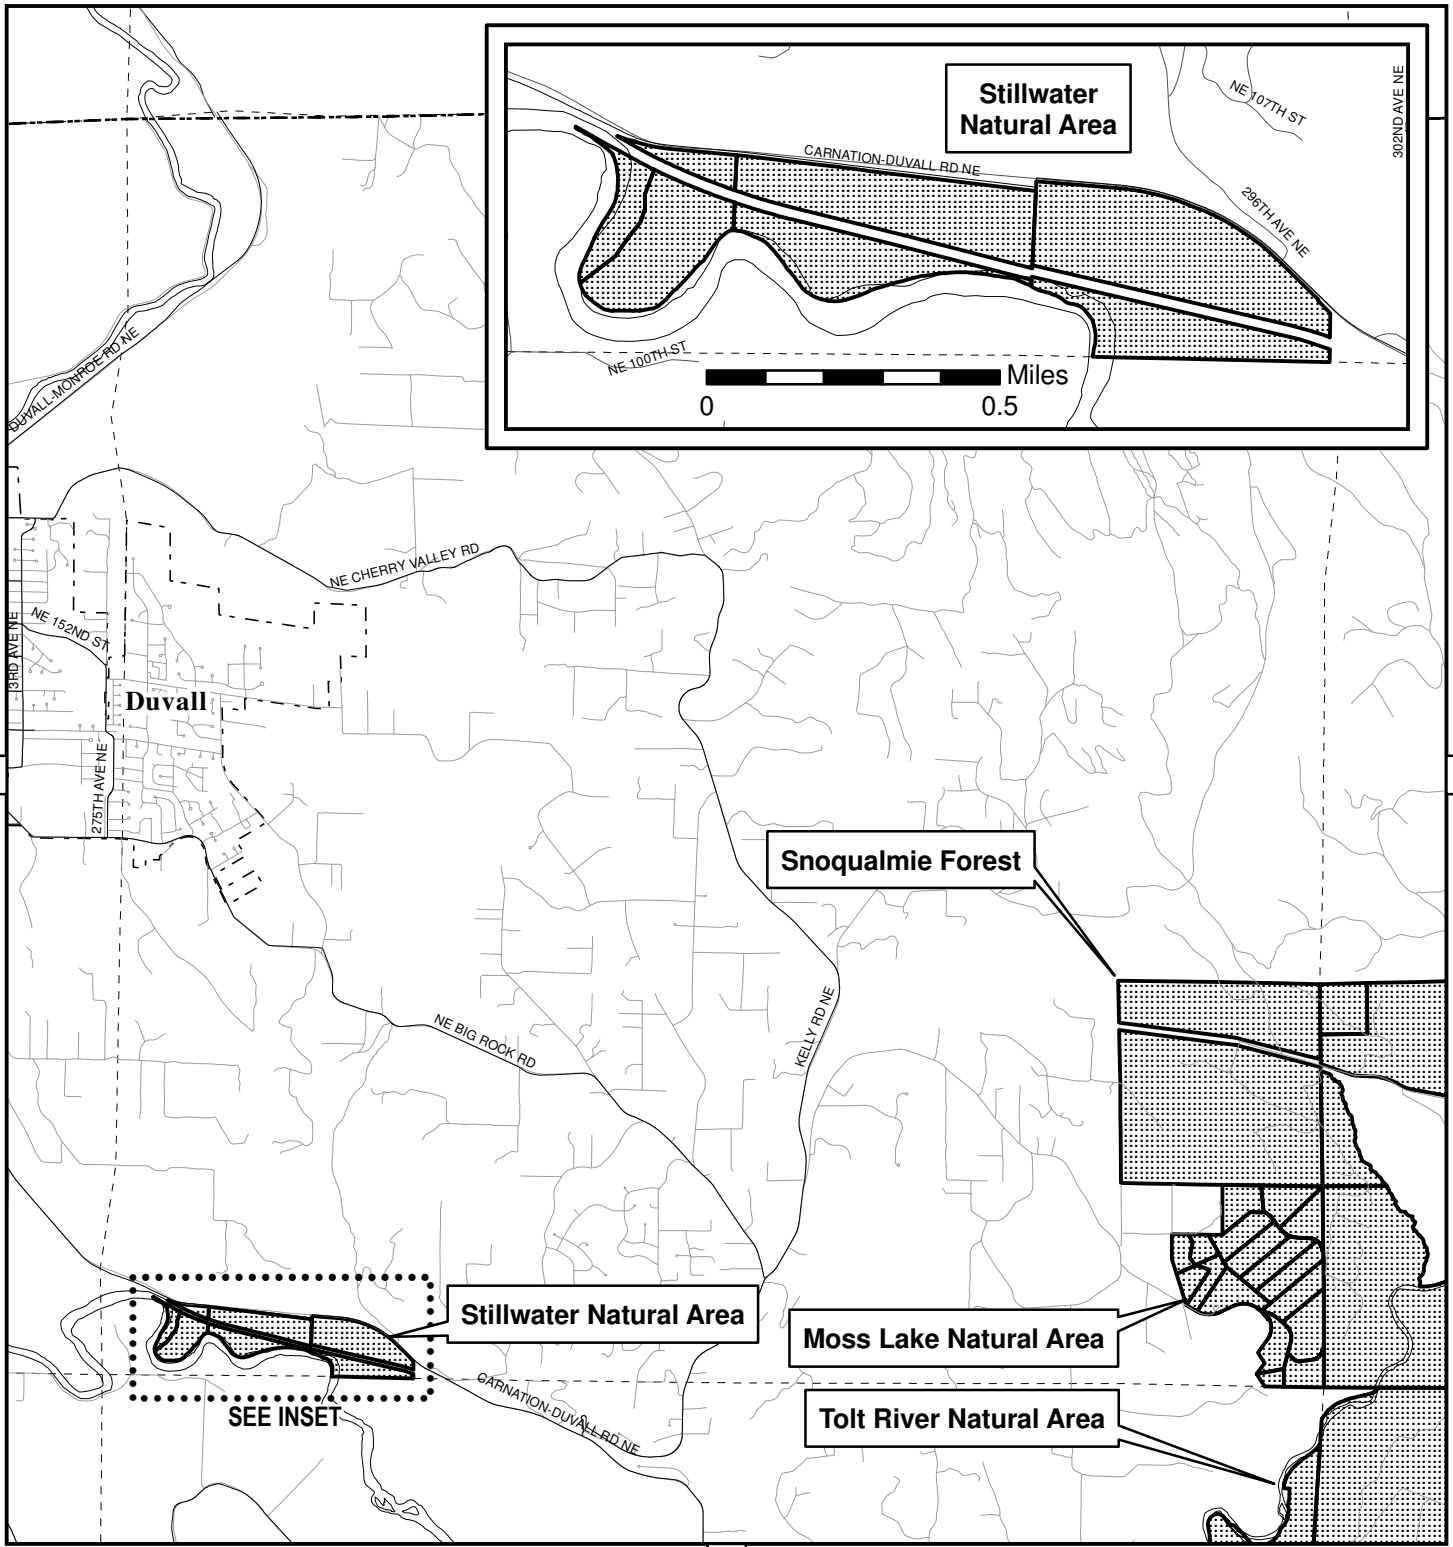 Stillwater
Natural Area
NE 107TH ST
302ND AVE NE
CARNATION-DUVALL RD NE
296TH AVE NE
NE 100TH ST
Miles
0 0.5
DUVALL-MONROE RD NE
NE CHERRY VALLEY RD
NE 152ND ST
3RD AVE NE
Duvall
275TH AVE NE
Snoqualmie Forest
KELLY RD NE
NE BIG ROCK RD
Stillwater Natural Area
Moss Lake Natural Area
CARNATION-DUVALL RD NE
Tolt River Natural Area
SEE INSET